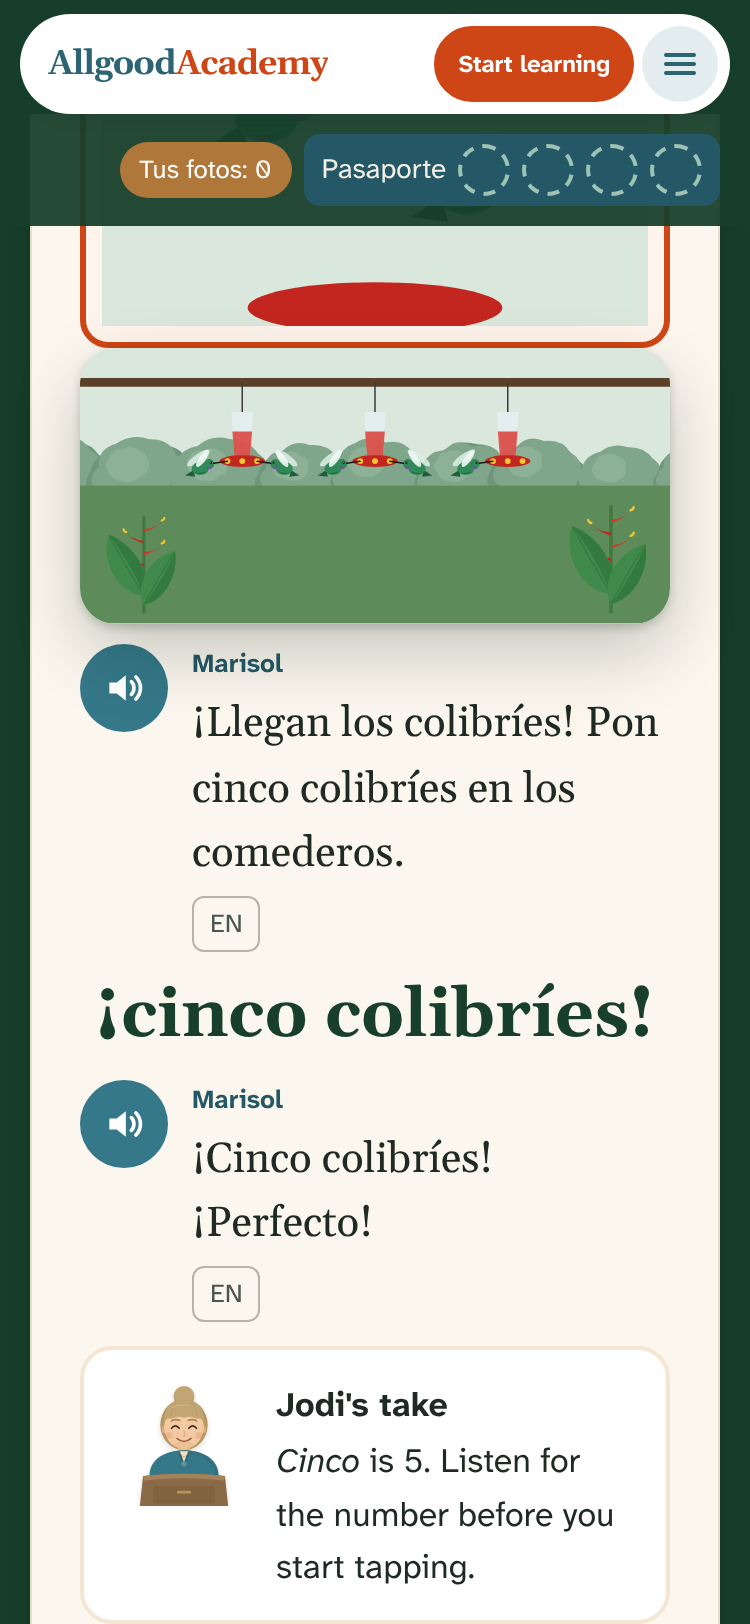 AllgoodAcademy
Start learning
Tus fotos: 0
Pasaporte
Marisol
¡Llegan los colibríes! Pon
cinco colibríes en los
comederos.
EN
¡cinco colibríes!
Marisol
¡Cinco colibríes!
¡Perfecto!
EN
Jodi's take
Cinco is 5. Listen for
the number before you
start tapping.